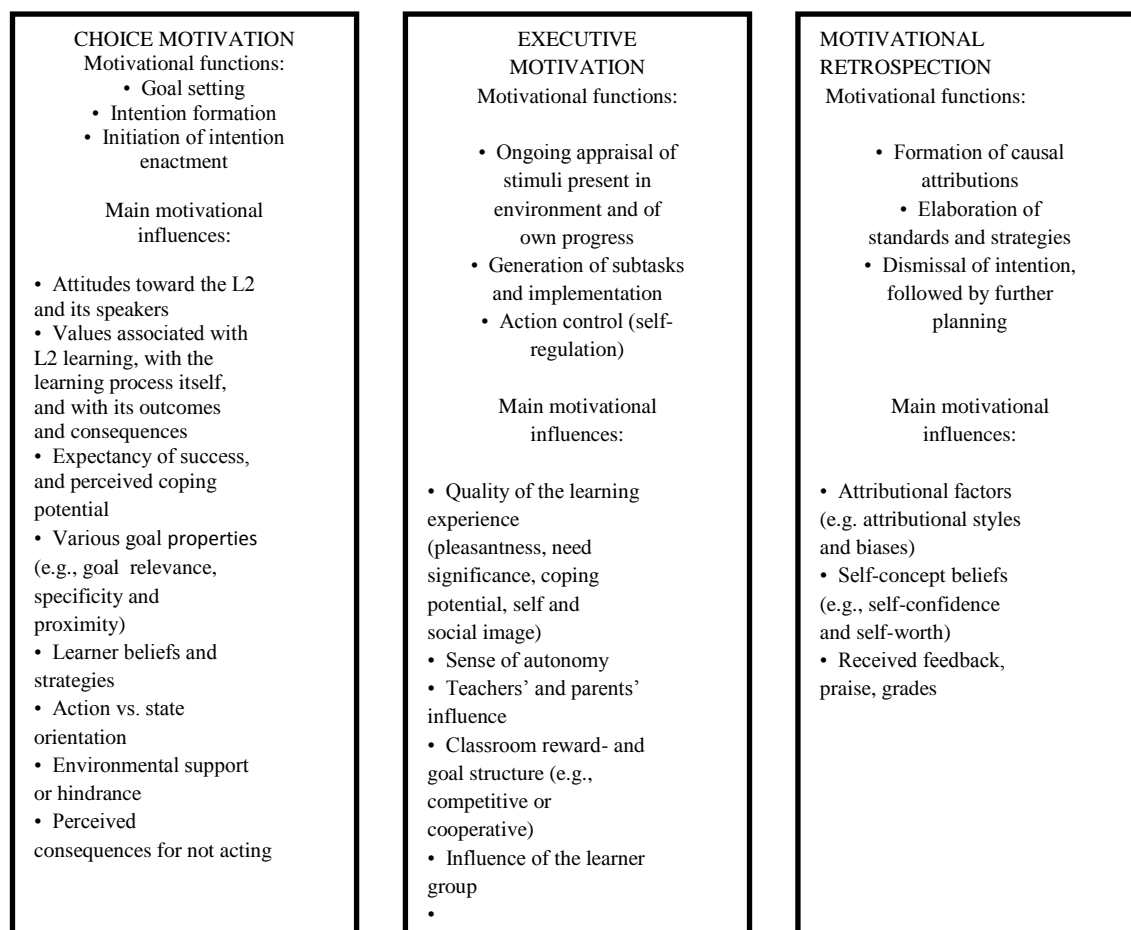 CHOICE MOTIVATION
Motivational functions:
• Goal setting
• Intention formation
• Initiation of intention
enactment
Main motivational
influences:
• Attitudes toward the L2
and its speakers
• Values associated with
L2 learning, with the
learning process itself,
and with its outcomes
and consequences
• Expectancy of success,
and perceived coping
potential
• Various goal properties
(e.g., goal relevance,
specificity and
proximity)
• Learner beliefs and
strategies
• Action vs. state
orientation
• Environmental support
or hindrance
• Perceived
consequences for not acting
EXECUTIVE
MOTIVATION
Motivational functions:
• Ongoing appraisal of
stimuli present in
environment and of
own progress
• Generation of subtasks
and implementation
• Action control (self-
regulation)
Main motivational
influences:
• Quality of the learning
experience
(pleasantness, need
significance, coping
potential, self and
social image)
• Sense of autonomy
• Teachers’ and parents’
influence
• Classroom reward- and
goal structure (e.g.,
competitive or
cooperative)
• Influence of the learner
group
•
MOTIVATIONAL
RETROSPECTION
Motivational functions:
• Formation of causal
attributions
• Elaboration of
standards and strategies
• Dismissal of intention,
followed by further
planning
Main motivational
influences:
• Attributional factors
(e.g. attributional styles
and biases)
• Self-concept beliefs
(e.g., self-confidence
and self-worth)
• Received feedback,
praise, grades